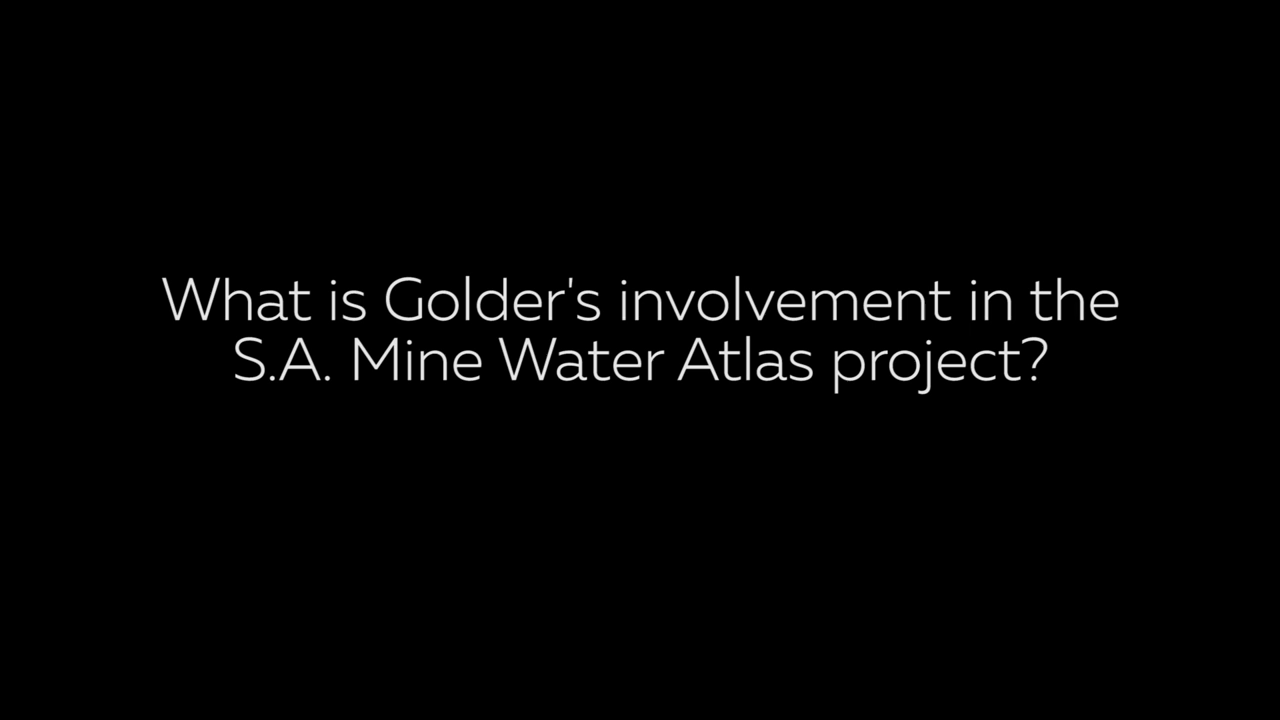 What is Golder's involvement in the
S.A. Mine Water Atlas project?